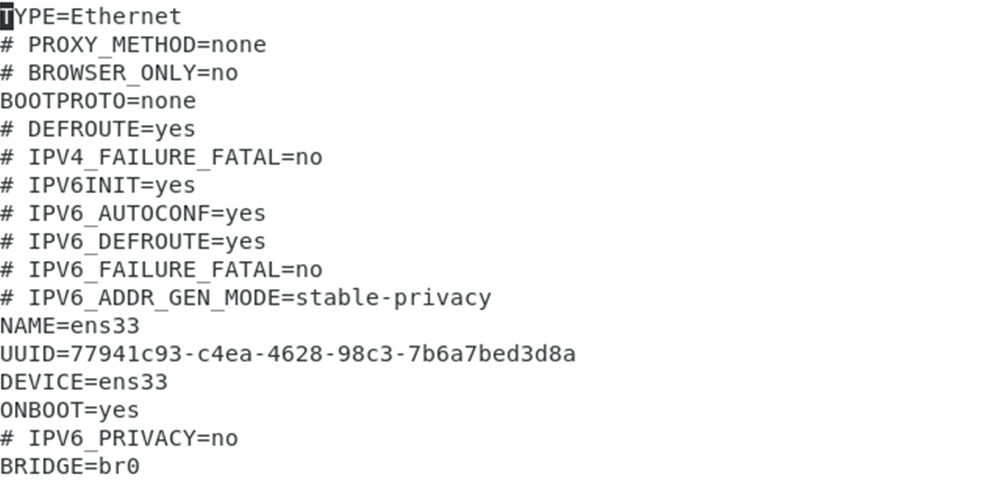 TYPE=Ethernet
# PROXY_METHOD=none
# BROWSER_ONLY=no
BOOTPROTO=none
# DEFROUTE=yes
# IPV4_FAILURE_FATAL=no
# IPV6INIT=yes
# IPV6_AUTOCONF=yes
# IPV6_DEFROUTE=yes
# IPV6_FAILURE_FATAL=no
# IPV6_ADDR_GEN_MODE=stable-privacy
NAME=ens33
UUID=77941c93-c4ea-4628-98c3-7b6a7bed3d8a
DEVICE=ens33
ONBOOT=yes
# IPV6_PRIVACY=no
BRIDGE=br0